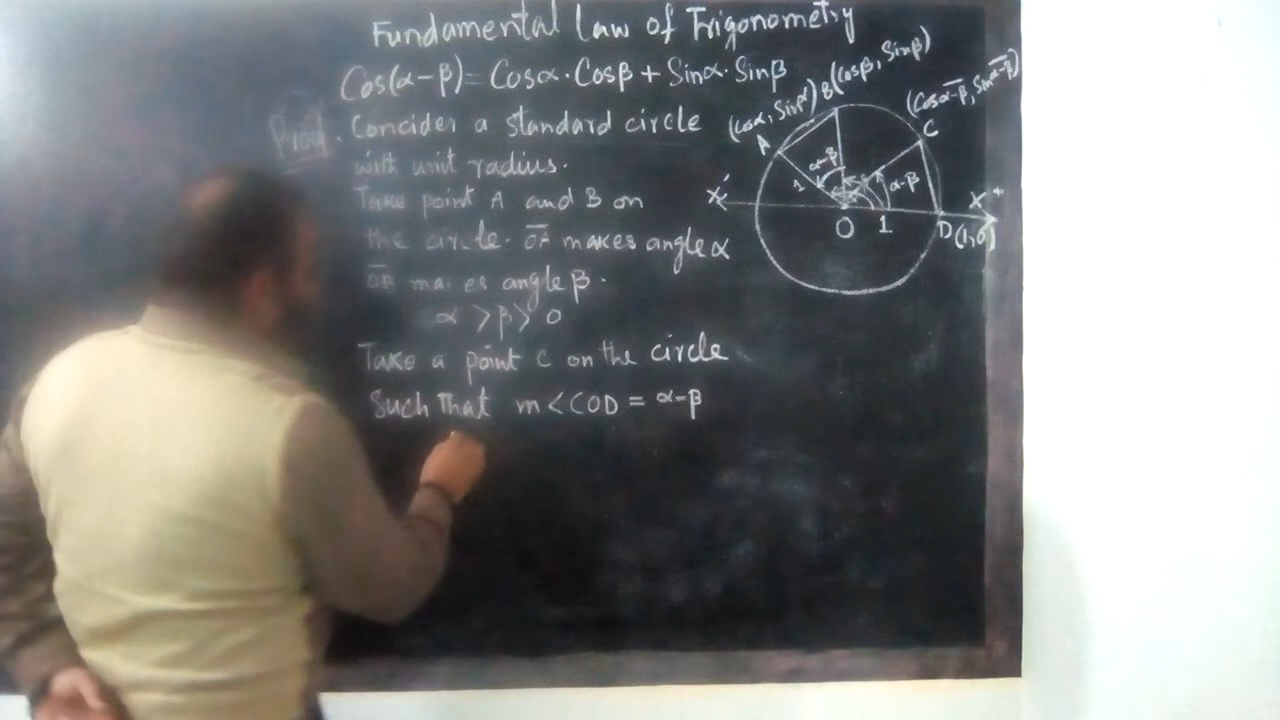 Fundamental Law of Trigonometry
Cos(α-β)= Cosα·Cosβ + Sinα·Sinβ
Proof. Concider a standard circle
with unit radius.
Take point A and B on
the circle. OA makes angle α
OB ma es angle β.
α > β > 0
Take a point C on the circle
Such That m<COD = α-β
(Cosα, Sinα)
B(Cosβ, Sinβ)
(Cosα-β, Sinα-β)
A
C
α-β
α-β
1
X'
X
O
1
D(1,0)